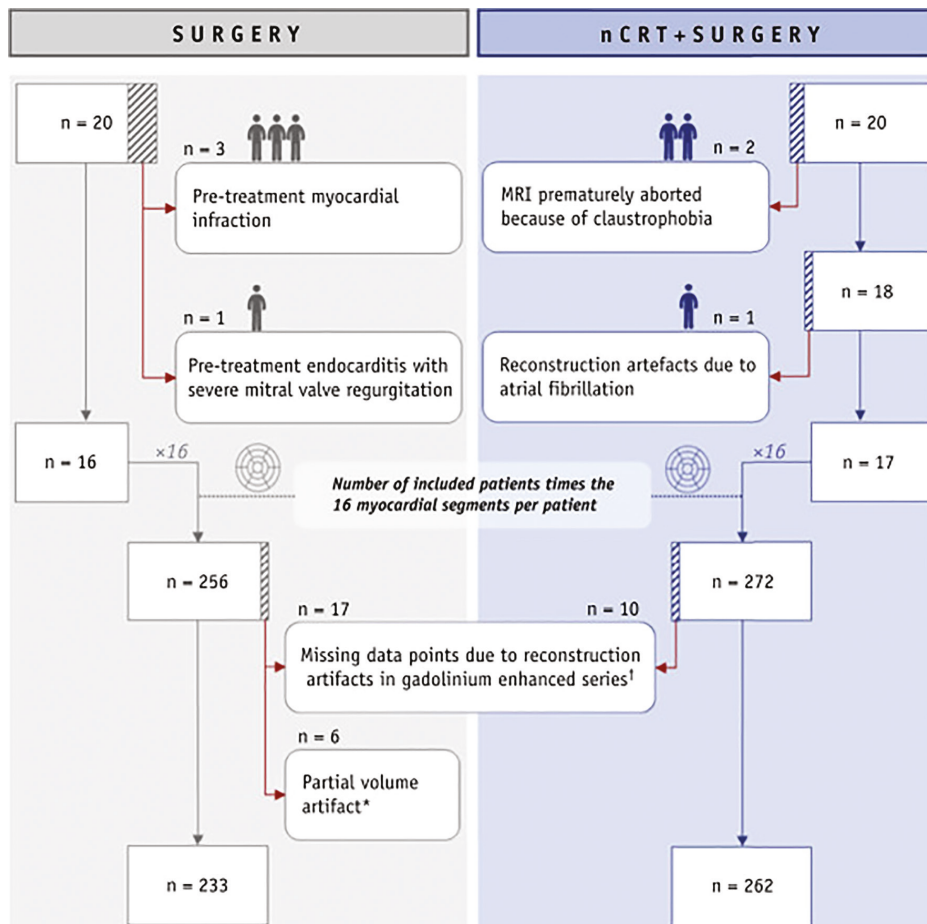 SURGERY
nCRT+SURGERY
n = 20
n = 3
Pre-treatment myocardial
infraction
n = 1
Pre-treatment endocarditis with
severe mitral valve regurgitation
n = 16
×16
n = 20
n = 2
MRI prematurely aborted
because of claustrophobia
n = 18
n = 1
Reconstruction artefacts due to
atrial fibrillation
n = 17
×16
Number of included patients times the
16 myocardial segments per patient
n = 256
n = 272
n = 17
n = 10
Missing data points due to reconstruction
artifacts in gadolinium enhanced series†
n = 6
Partial volume
artifact*
n = 233
n = 262